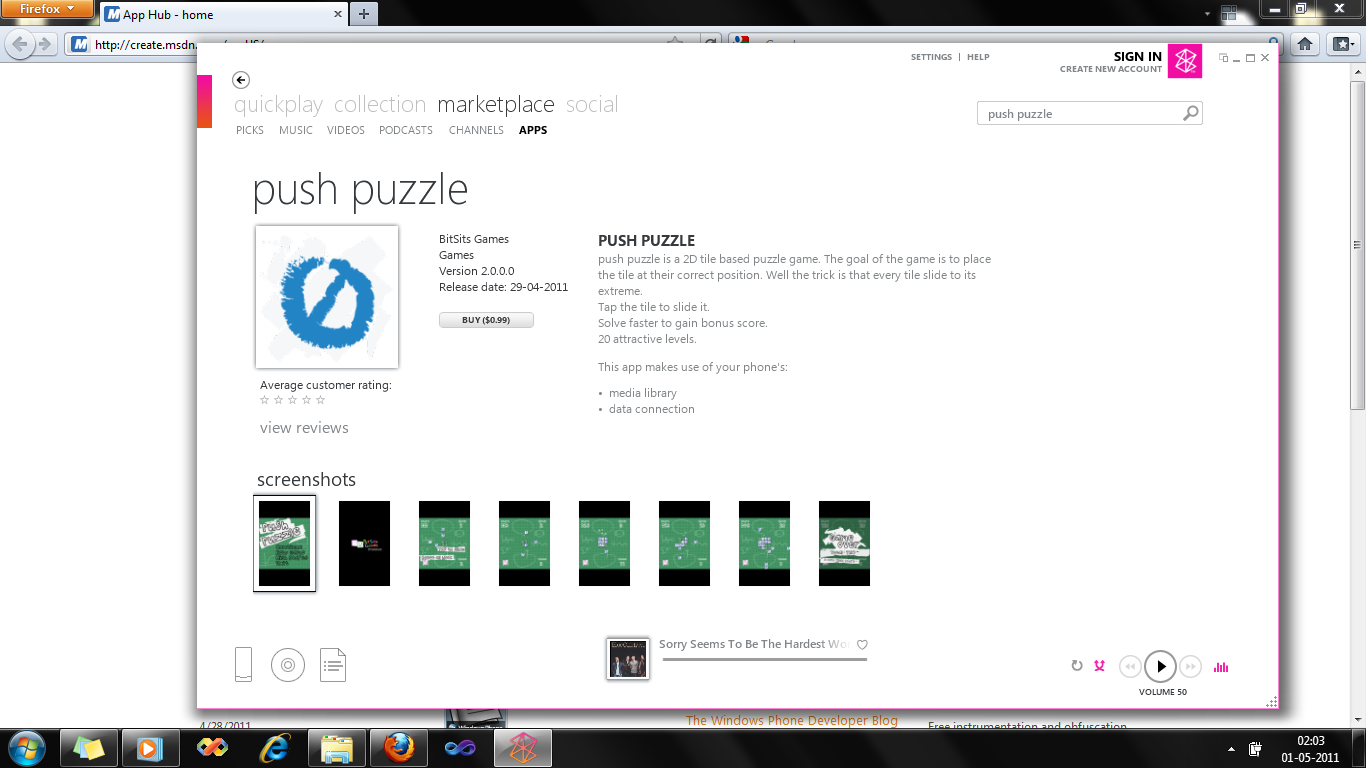 Firefox
App Hub - home
http://create.msdn.
SETTINGS | HELP
SIGN IN
CREATE NEW ACCOUNT
quickplay collection marketplace social
PICKS MUSIC VIDEOS PODCASTS CHANNELS APPS
push puzzle
push puzzle
BitSits Games
Games
Version 2.0.0.0
Release date: 29-04-2011
BUY ($0.99)
Average customer rating:
view reviews
PUSH PUZZLE
push puzzle is a 2D tile based puzzle game. The goal of the game is to place
the tile at their correct position. Well the trick is that every tile slide to its
extreme.
Tap the tile to slide it.
Solve faster to gain bonus score.
20 attractive levels.
This app makes use of your phone's:
• media library
• data connection
screenshots
PUSH PUZZLE
GAME OVER
Sorry Seems To Be The Hardest Wo
VOLUME 50
4/28/2011
The Windows Phone Developer Blog
Free instrumentation and obfuscation
02:03
01-05-2011